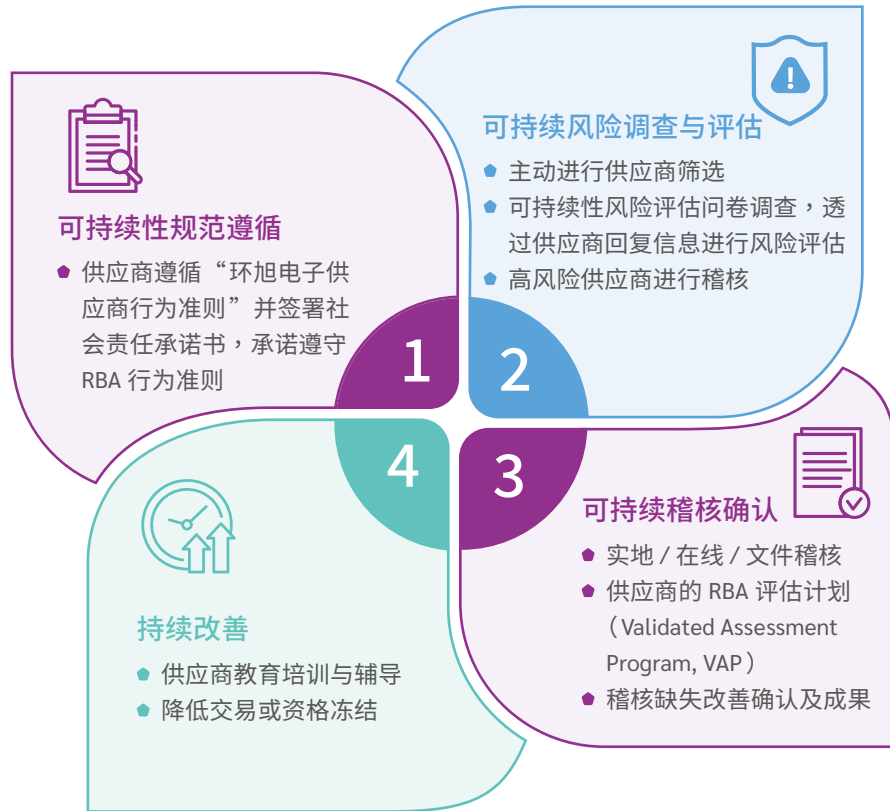 可持续性规范遵循
供应商遵循“环旭电子供
应商行为准则”并签署社
会责任承诺书，承诺遵守
RBA 行为准则
1
可持续风险调查与评估
主动进行供应商筛选
可持续性风险评估问卷调查，透
过供应商回复信息进行风险评估
高风险供应商进行稽核
2
3
可持续稽核确认
实地 / 在线 / 文件稽核
供应商的 RBA 评估计划
（Validated Assessment
Program, VAP）
稽核缺失改善确认及成果
4
持续改善
供应商教育培训与辅导
降低交易或资格冻结